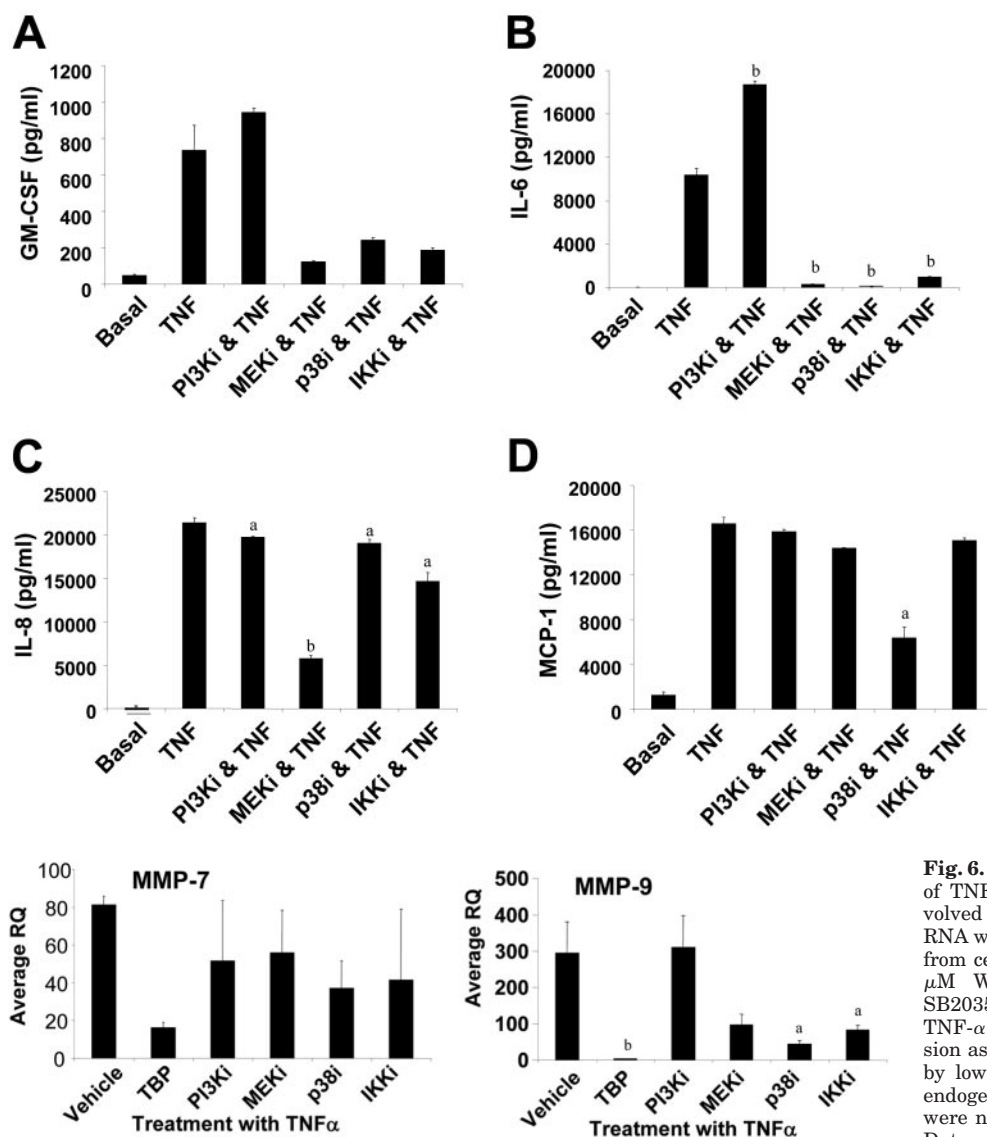 A
1200
1000
800
600
400
200
0
GM-CSF (pg/ml)
Basal
TNF
PI3Ki & TNF
MEKi & TNF
p38i & TNF
IKKi & TNF
B
20000
16000
12000
8000
4000
0
IL-6 (pg/ml)
b
b
b
b
Basal
TNF
PI3Ki & TNF
MEKi & TNF
p38i & TNF
IKKi & TNF
C
25000
20000
15000
10000
5000
0
IL-8 (pg/ml)
a
b
a
a
Basal
TNF
PI3Ki & TNF
MEKi & TNF
p38i & TNF
IKKi & TNF
D
20000
16000
12000
8000
4000
0
MCP-1 (pg/ml)
a
Basal
TNF
PI3Ki & TNF
MEKi & TNF
p38i & TNF
IKKi & TNF
MMP-7
100
80
60
40
20
0
Average RQ
Vehicle
TBP
PI3Ki
MEKi
p38i
IKKi
Treatment with TNFα
MMP-9
500
400
300
200
100
0
Average RQ
b
a
a
Vehicle
TBP
PI3Ki
MEKi
p38i
IKKi
Treatment with TNFα
Fig. 6.
of TNF
volved
RNA w
from ce
μM W
SB2035
TNF-α
sion as
by low
endoge
were n